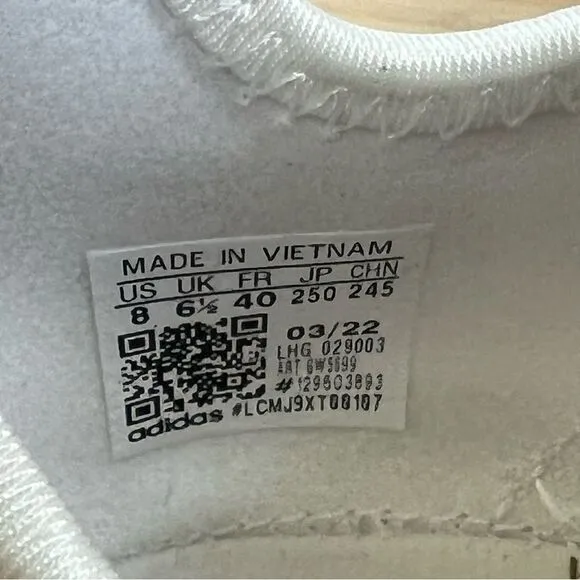 MADE IN VIETNAM
US UK FR JP CHN
8 6½ 40 250 245
03/22
LHG 029003
ART
#129603893
#LCMJ9XT00107
adidas